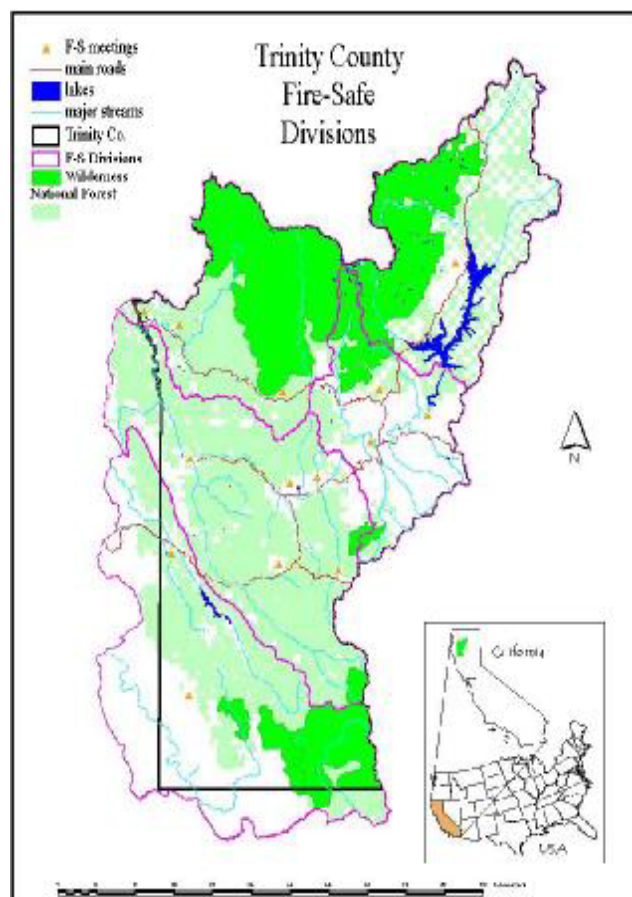 Trinity County
Fire-Safe
Divisions
F-S meetings
main roads
lakes
major streams
Trinity Co.
F-S Divisions
Wilderness
National Forest
N
California
USA